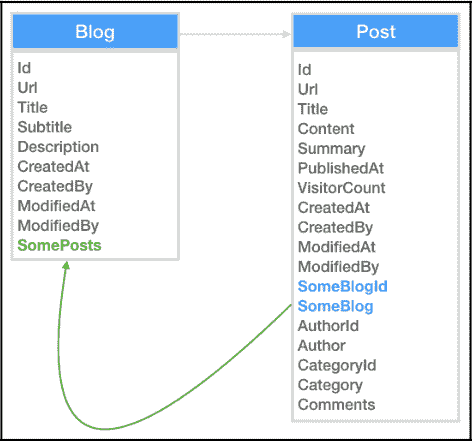 Blog
Id
Url
Title
Subtitle
Description
CreatedAt
CreatedBy
ModifiedAt
ModifiedBy
SomePosts
Post
Id
Url
Title
Content
Summary
PublishedAt
VisitorCount
CreatedAt
CreatedBy
ModifiedAt
ModifiedBy
SomeBlogId
SomeBlog
AuthorId
Author
CategoryId
Category
Comments